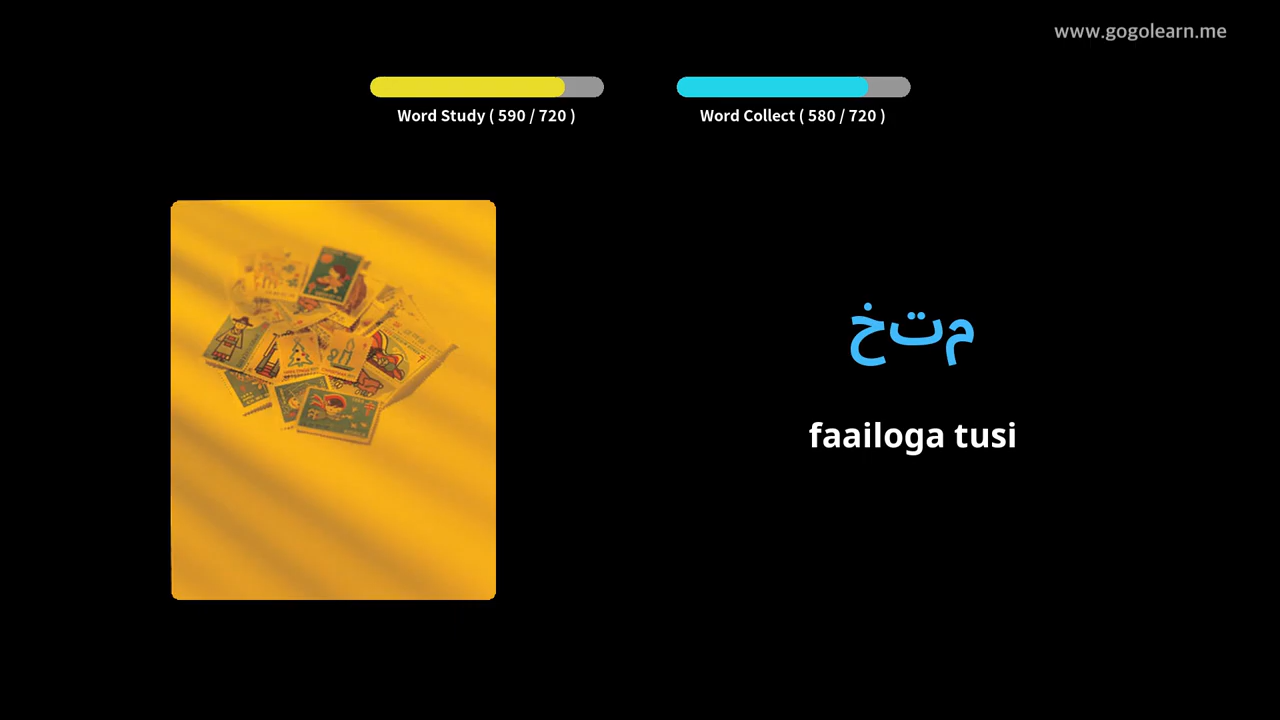 www.gogolearn.me
Word Study ( 590 / 720 )
Word Collect ( 580 / 720 )
ختم
faailoga tusi